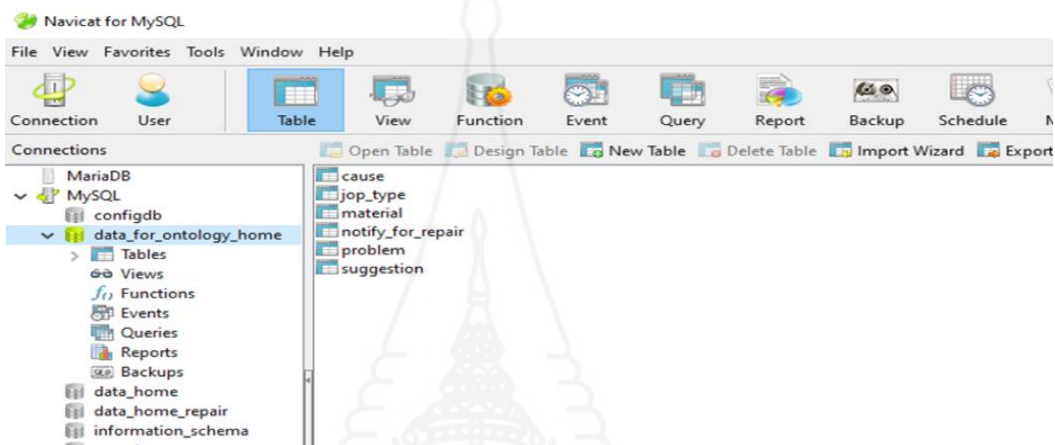 Navicat for MySQL
File View Favorites Tools Window Help
Connection User Table View Function Event Query Report Backup Schedule
Connections Open Table Design Table New Table Delete Table Import Wizard Export
MariaDB
MySQL
configdb
data_for_ontology_home
Tables
Views
Functions
Events
Queries
Reports
Backups
data_home
data_home_repair
information_schema
cause
jop_type
material
notify_for_repair
problem
suggestion